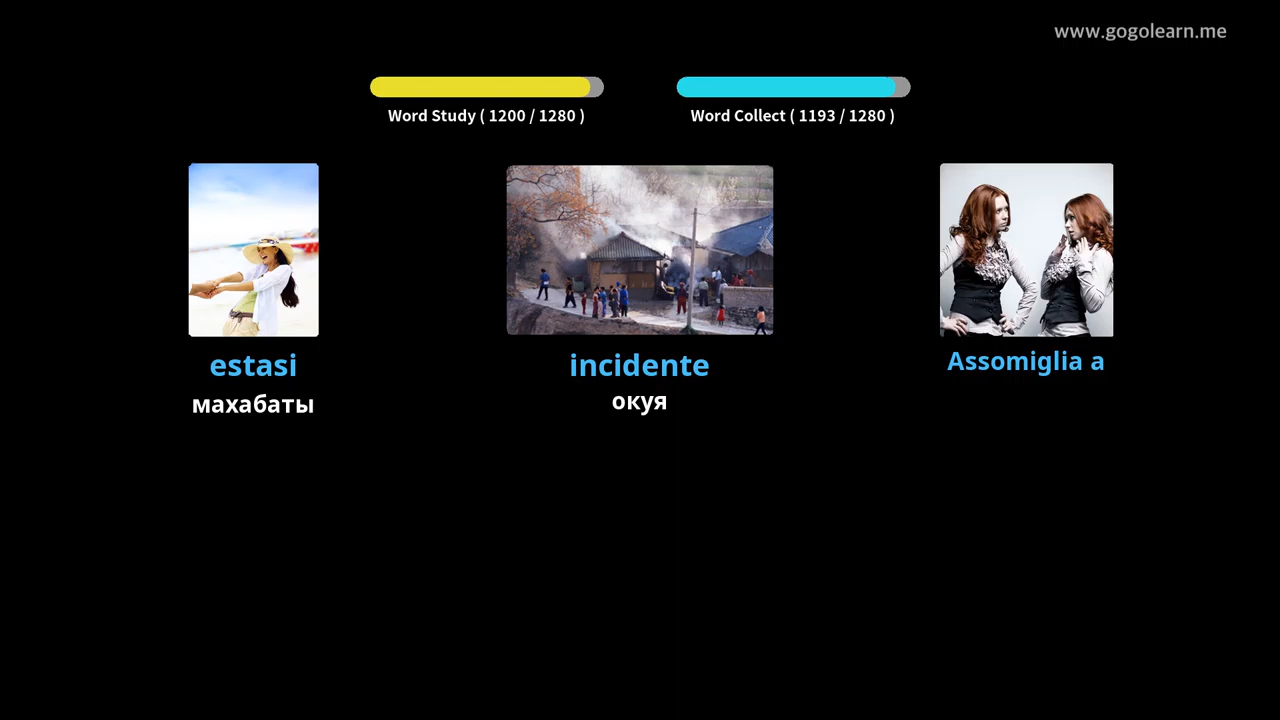 www.gogolearn.me
Word Study ( 1200 / 1280 )
Word Collect ( 1193 / 1280 )
estasi
махабаты
incidente
окуя
Assomiglia a